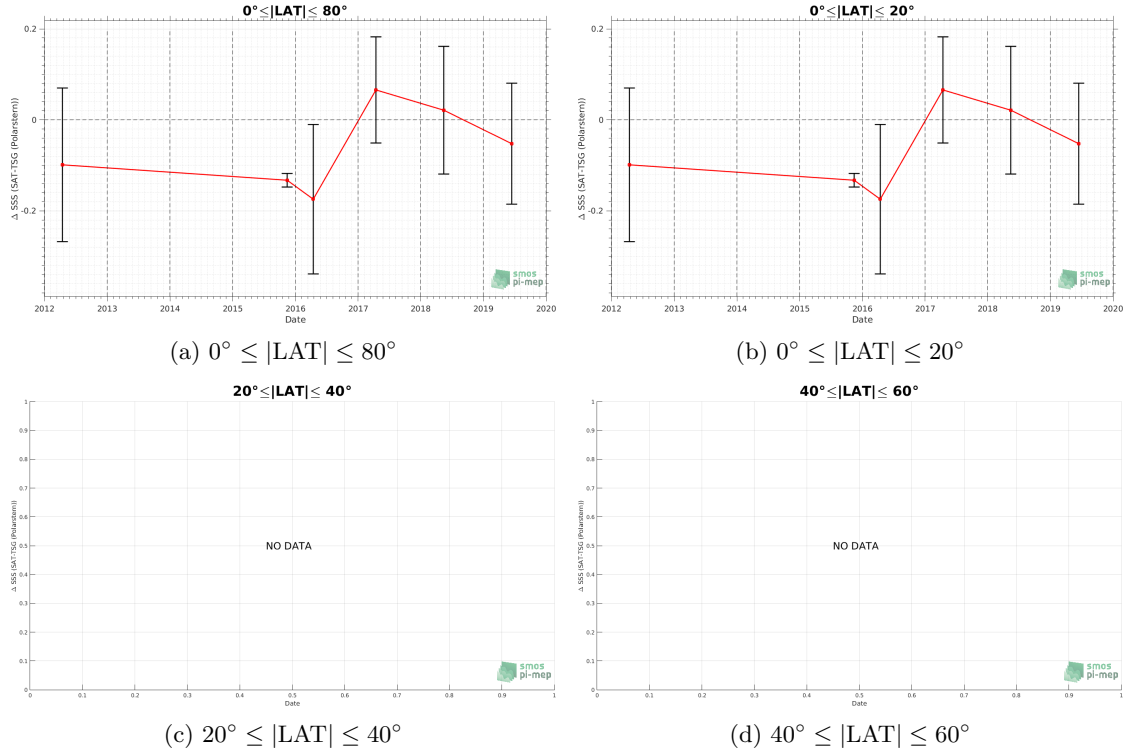 0°≤|LAT|≤ 80°
0.2
0
-0.2
Δ SSS (SAT-TSG (Polarstern))
2012 2013 2014 2015 2016 2017 2018 2019 2020
Date
smos
pi-mep
(a) 0° ≤ |LAT| ≤ 80°
0°≤|LAT|≤ 20°
0.2
0
-0.2
Δ SSS (SAT-TSG (Polarstern))
2012 2013 2014 2015 2016 2017 2018 2019 2020
Date
smos
pi-mep
(b) 0° ≤ |LAT| ≤ 20°
20°≤|LAT|≤ 40°
1
0.9
0.8
0.7
0.6
0.5
0.4
0.3
0.2
0.1
0
Δ SSS (SAT-TSG (Polarstern))
NO DATA
0 0.1 0.2 0.3 0.4 0.5 0.6 0.7 0.8 0.9 1
Date
smos
pi-mep
(c) 20° ≤ |LAT| ≤ 40°
40°≤|LAT|≤ 60°
1
0.9
0.8
0.7
0.6
0.5
0.4
0.3
0.2
0.1
0
Δ SSS (SAT-TSG (Polarstern))
NO DATA
0 0.1 0.2 0.3 0.4 0.5 0.6 0.7 0.8 0.9 1
Date
smos
pi-mep
(d) 40° ≤ |LAT| ≤ 60°